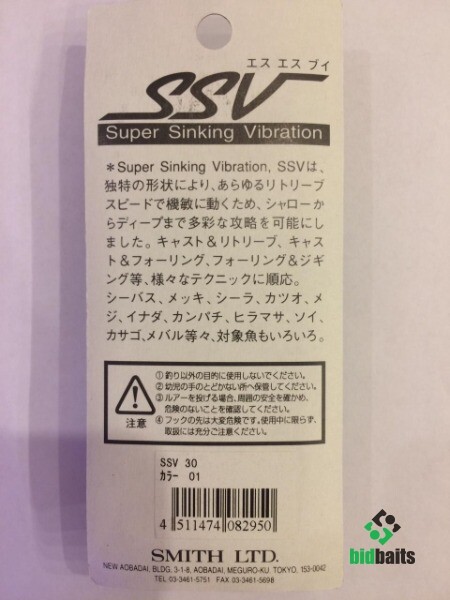 エス エス ブイ
SSV
Super Sinking Vibration
＊Super Sinking Vibration, SSVは、
独特の形状により、あらゆるリトリーブ
スピードで機敏に動くため、シャローか
らディープまで多彩な攻略を可能にし
ました。キャスト＆リトリーブ、キャス
ト＆フォーリング、フォーリング＆ジギ
ング等、様々なテクニックに順応。
シーバス、メッキ、シーラ、カツオ、メ
ジ、イナダ、カンパチ、ヒラマサ、ソイ、
カサゴ、メバル等々、対象魚もいろいろ。
注意
①釣り以外の目的に使用しないでください。
②幼児の手のとどかない所へ保管してください。
③ルアーを投げる場合、周囲の安全を確かめ、
危険のないことを確認してください。
④フックの先は大変危険です。使用中に限らず、
取扱には充分ご注意ください。
SSV 30
ｶﾗｰ 01
4 511474 082950
SMITH LTD.
NEW AOBADAI, BLDG. 3-1-8, AOBADAI, MEGURO-KU, TOKYO, 153-0042
TEL 03-3461-5751 FAX 03-3461-5698
bidbaits